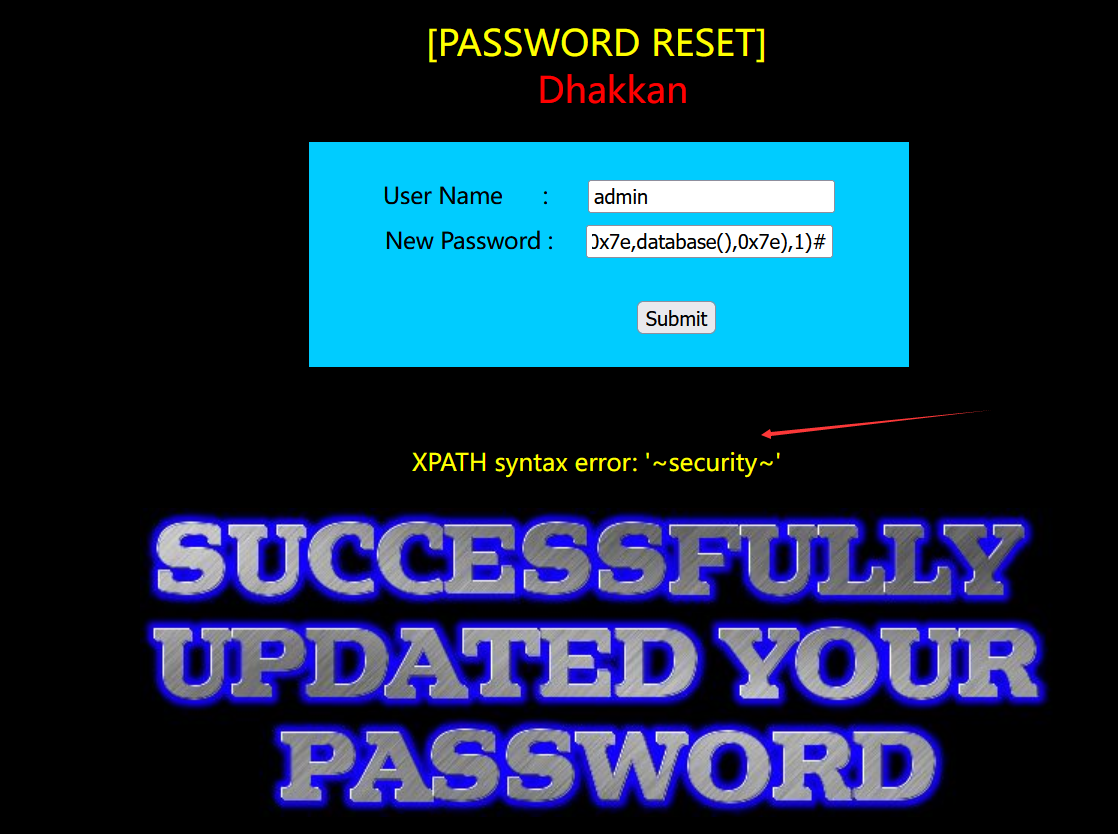 [PASSWORD RESET]
Dhakkan
User Name :
admin
New Password :
0x7e,database(),0x7e),1)#
Submit
XPATH syntax error: '~security~'
SUCCESSFULLY
UPDATED YOUR
PASSWORD